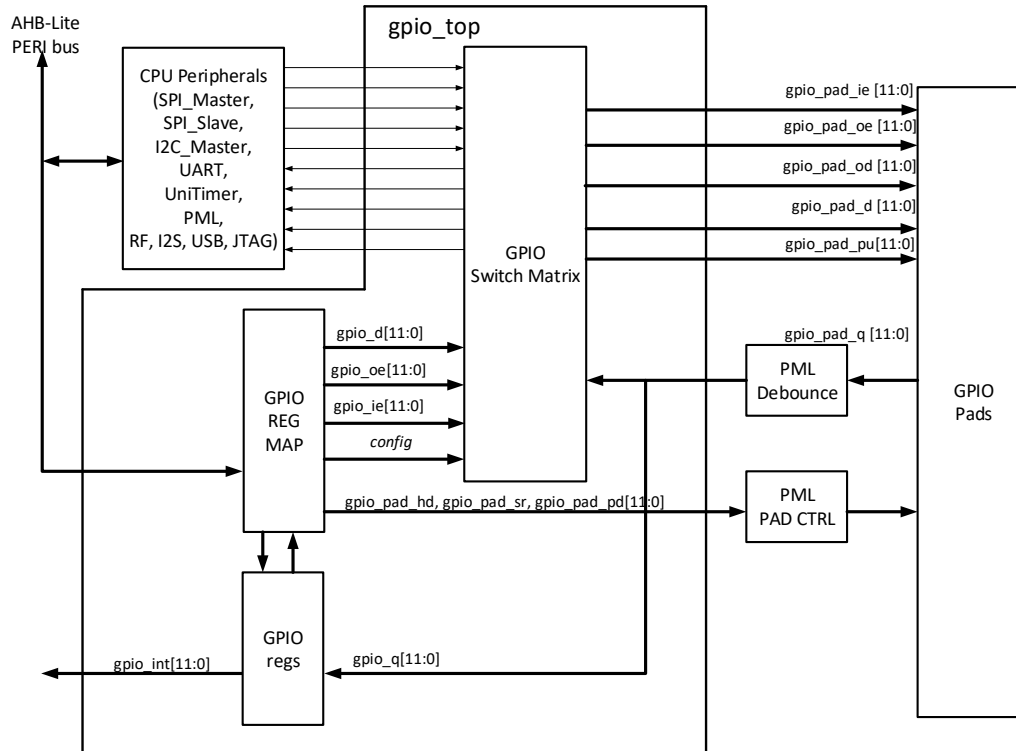 AHB-Lite
PERI bus
gpio_top
CPU Peripherals
(SPI_Master,
SPI_Slave,
I2C_Master,
UART,
UniTimer,
PML,
RF, I2S, USB, JTAG)
GPIO
Switch Matrix
gpio_pad_ie [11:0]
gpio_pad_oe [11:0]
gpio_pad_od [11:0]
gpio_pad_d [11:0]
gpio_pad_pu[11:0]
gpio_pad_q [11:0]
PML
Debounce
GPIO
Pads
GPIO
REG
MAP
gpio_d[11:0]
gpio_oe[11:0]
gpio_ie[11:0]
config
gpio_pad_hd, gpio_pad_sr, gpio_pad_pd[11:0]
PML
PAD CTRL
GPIO
regs
gpio_int[11:0]
gpio_q[11:0]